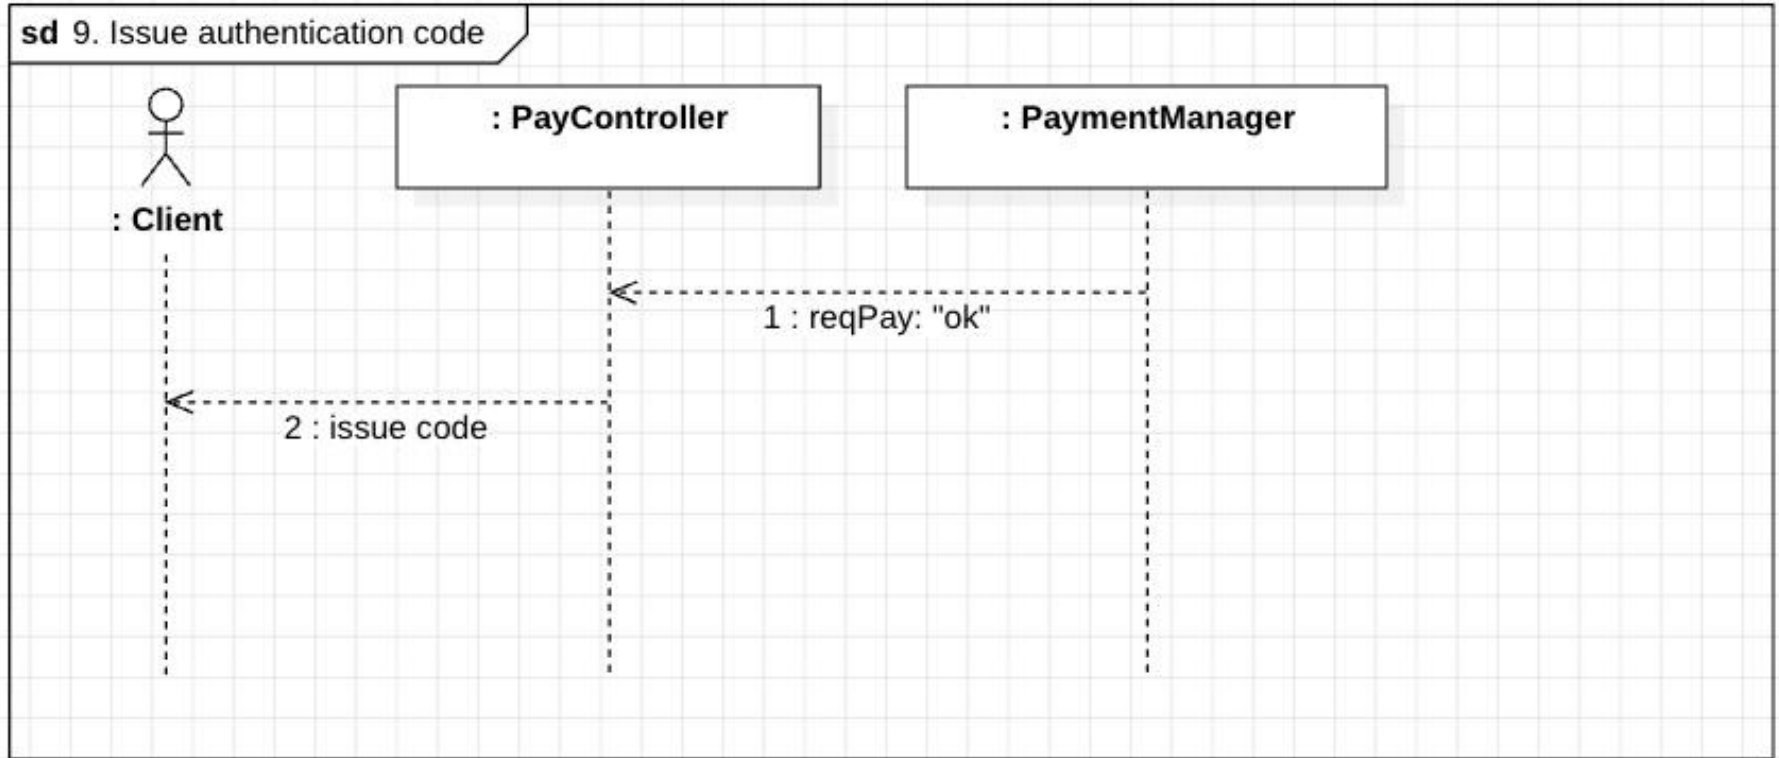 sd 9. Issue authentication code
: Client
: PayController
: PaymentManager
1 : reqPay: "ok"
2 : issue code